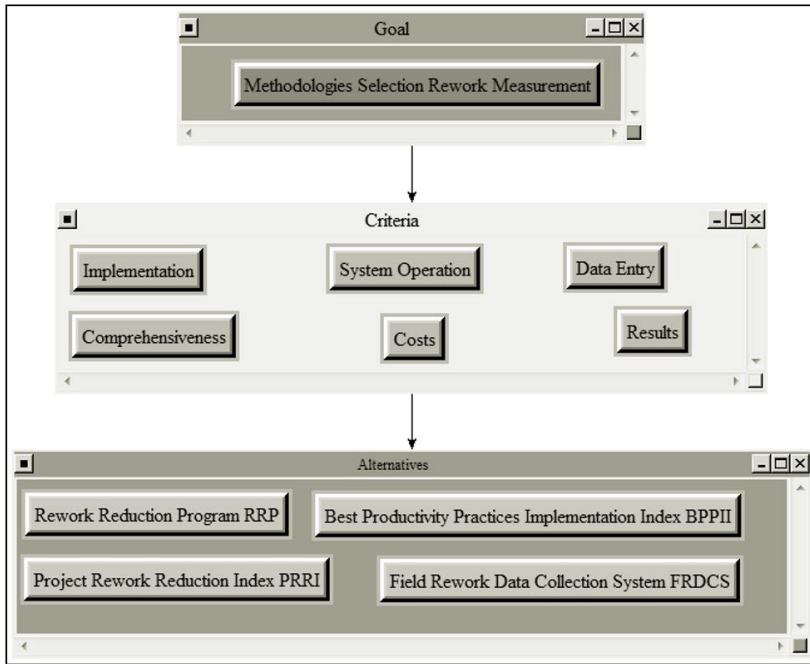 Goal
Methodologies Selection Rework Measurement
Criteria
Implementation
System Operation
Data Entry
Comprehensiveness
Costs
Results
Alternatives
Rework Reduction Program RRP
Best Productivity Practices Implementation Index BPPII
Project Rework Reduction Index PRRI
Field Rework Data Collection System FRDCS